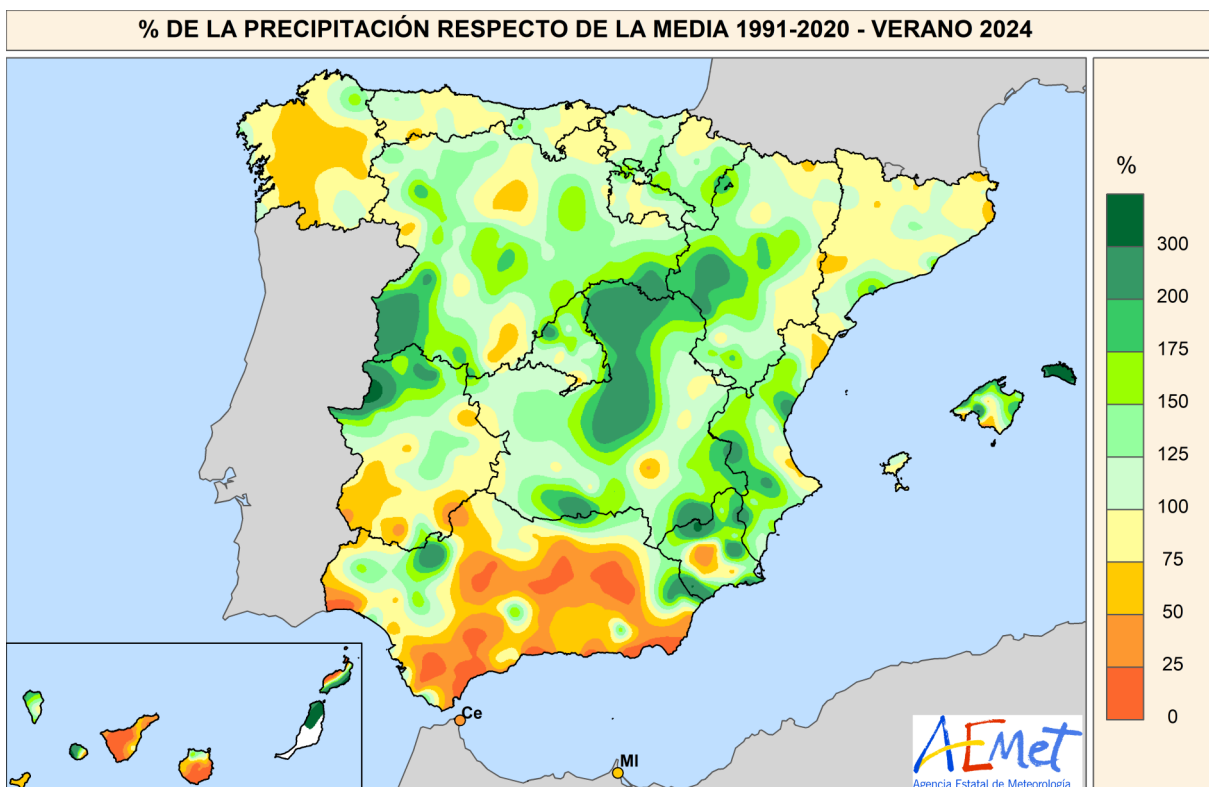 % DE LA PRECIPITACIÓN RESPECTO DE LA MEDIA 1991-2020 - VERANO 2024
%
300
200
175
150
125
100
75
50
25
0
Ce
Ml
AEMet
Agencia Estatal de Meteorología